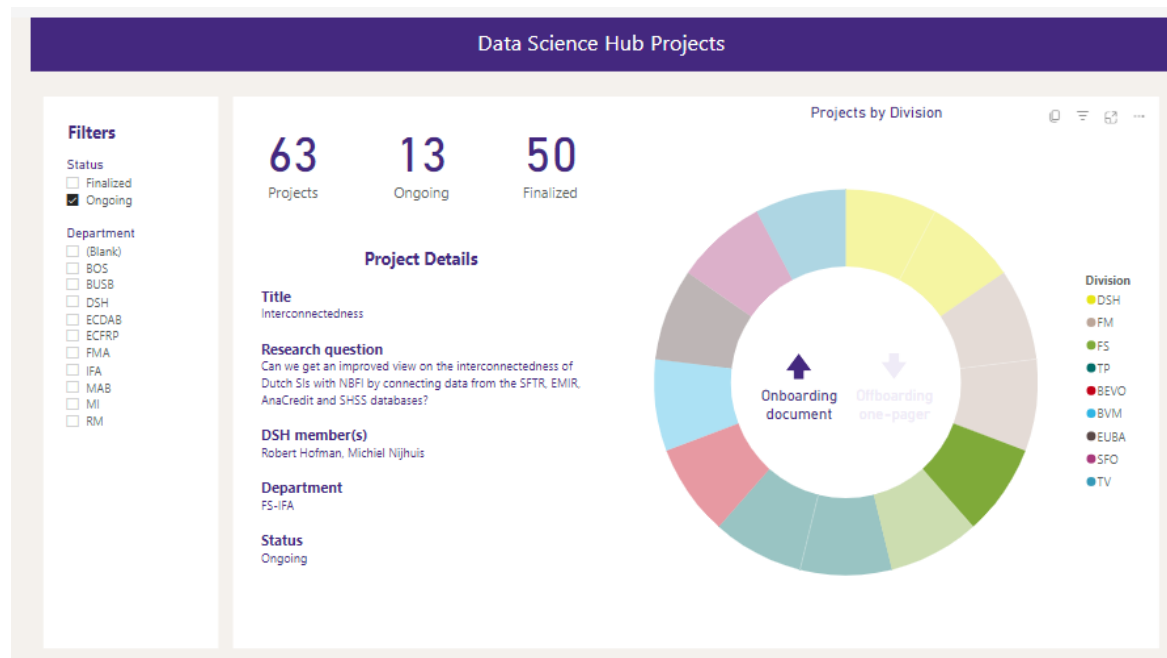 Data Science Hub Projects
Filters
Status
Finalized
Ongoing
Department
(Blank)
BOS
BUSB
DSH
ECDAB
ECFRP
FMA
IFA
MAB
MI
RM
63
Projects
13
Ongoing
50
Finalized
Project Details
Title
Interconnectedness
Research question
Can we get an improved view on the interconnectedness of
Dutch SIs with NBFI by connecting data from the SFTR, EMIR,
AnaCredit and SHSS databases?
DSH member(s)
Robert Hofman, Michiel Nijhuis
Department
FS-IFA
Status
Ongoing
Projects by Division
Onboarding
document
Offboarding
one-pager
Division
DSH
FM
FS
TP
BEVO
BVM
EUBA
SFO
TV